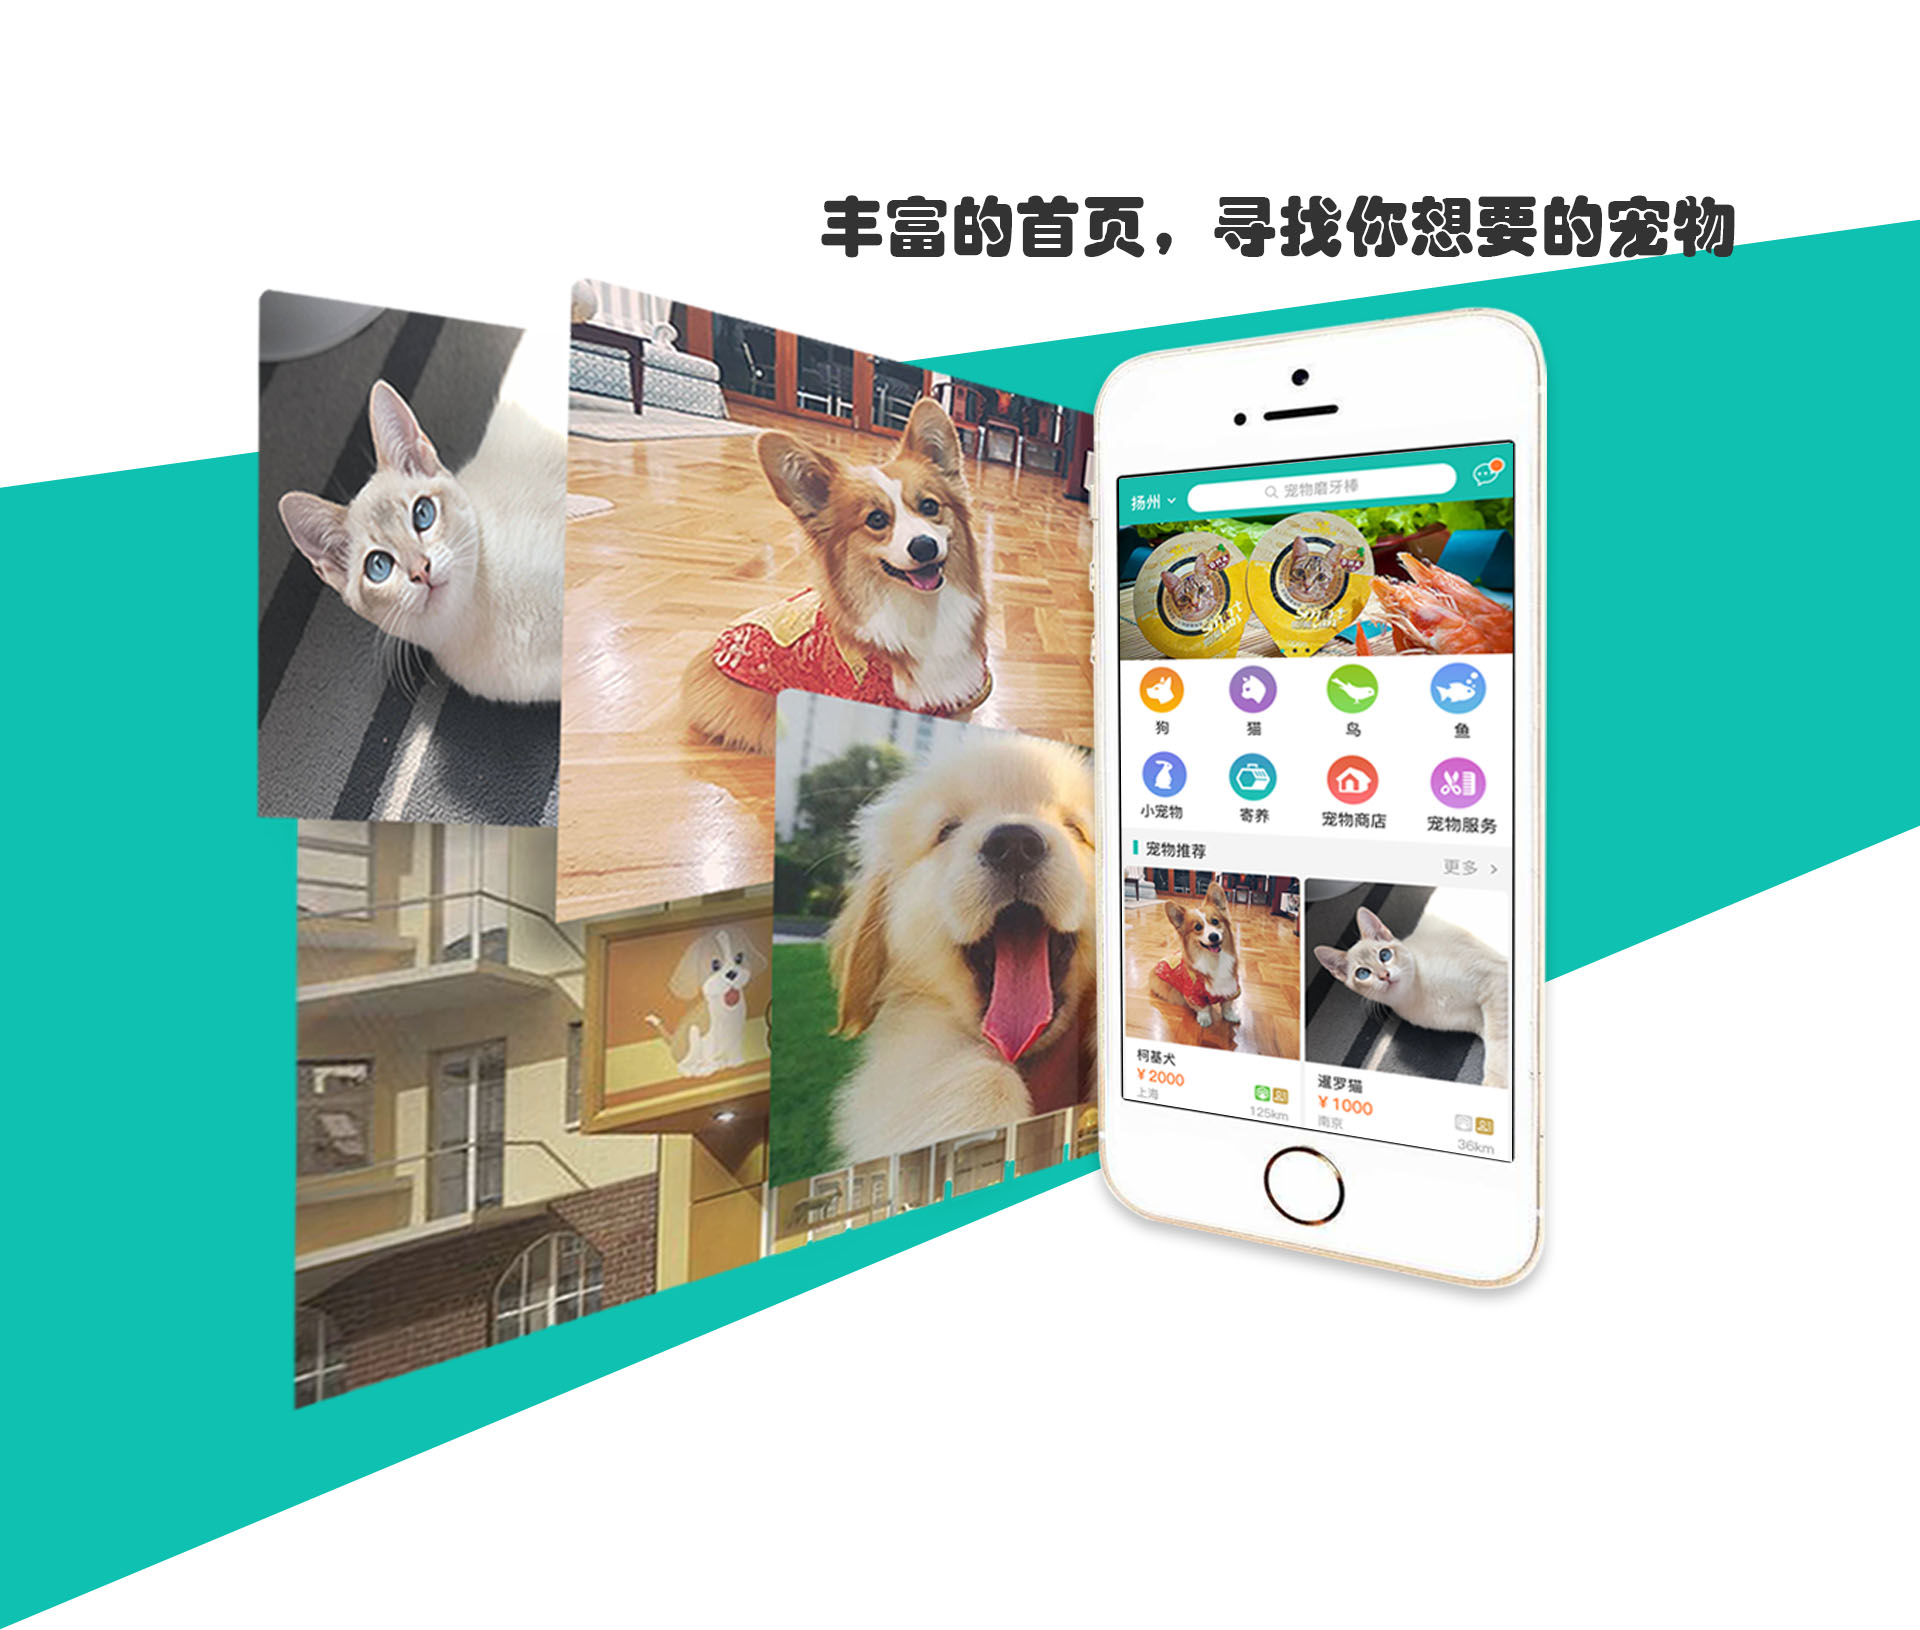 丰富的首页，寻找你想要的宠物
扬州
宠物磨牙棒
狗 猫 鸟 鱼
小宠物 寄养 宠物商店 宠物服务
宠物推荐 更多
柯基犬
¥2000
上海
125km
暹罗猫
¥1000
南京
36km